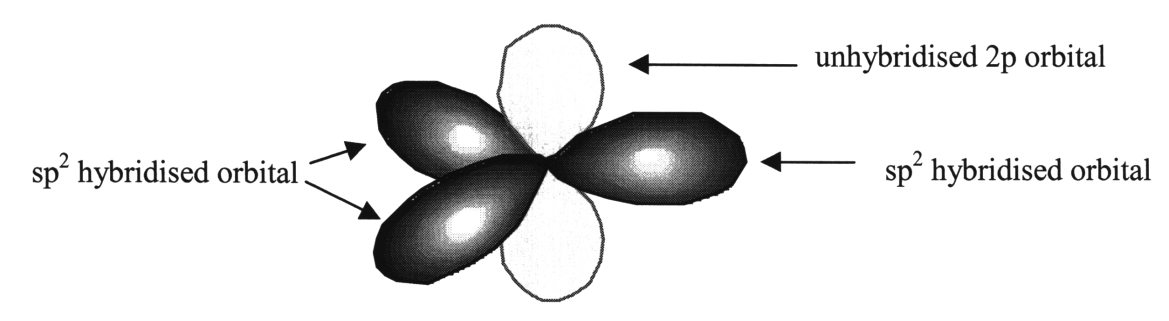 unhybridised 2p orbital
sp² hybridised orbital
sp² hybridised orbital